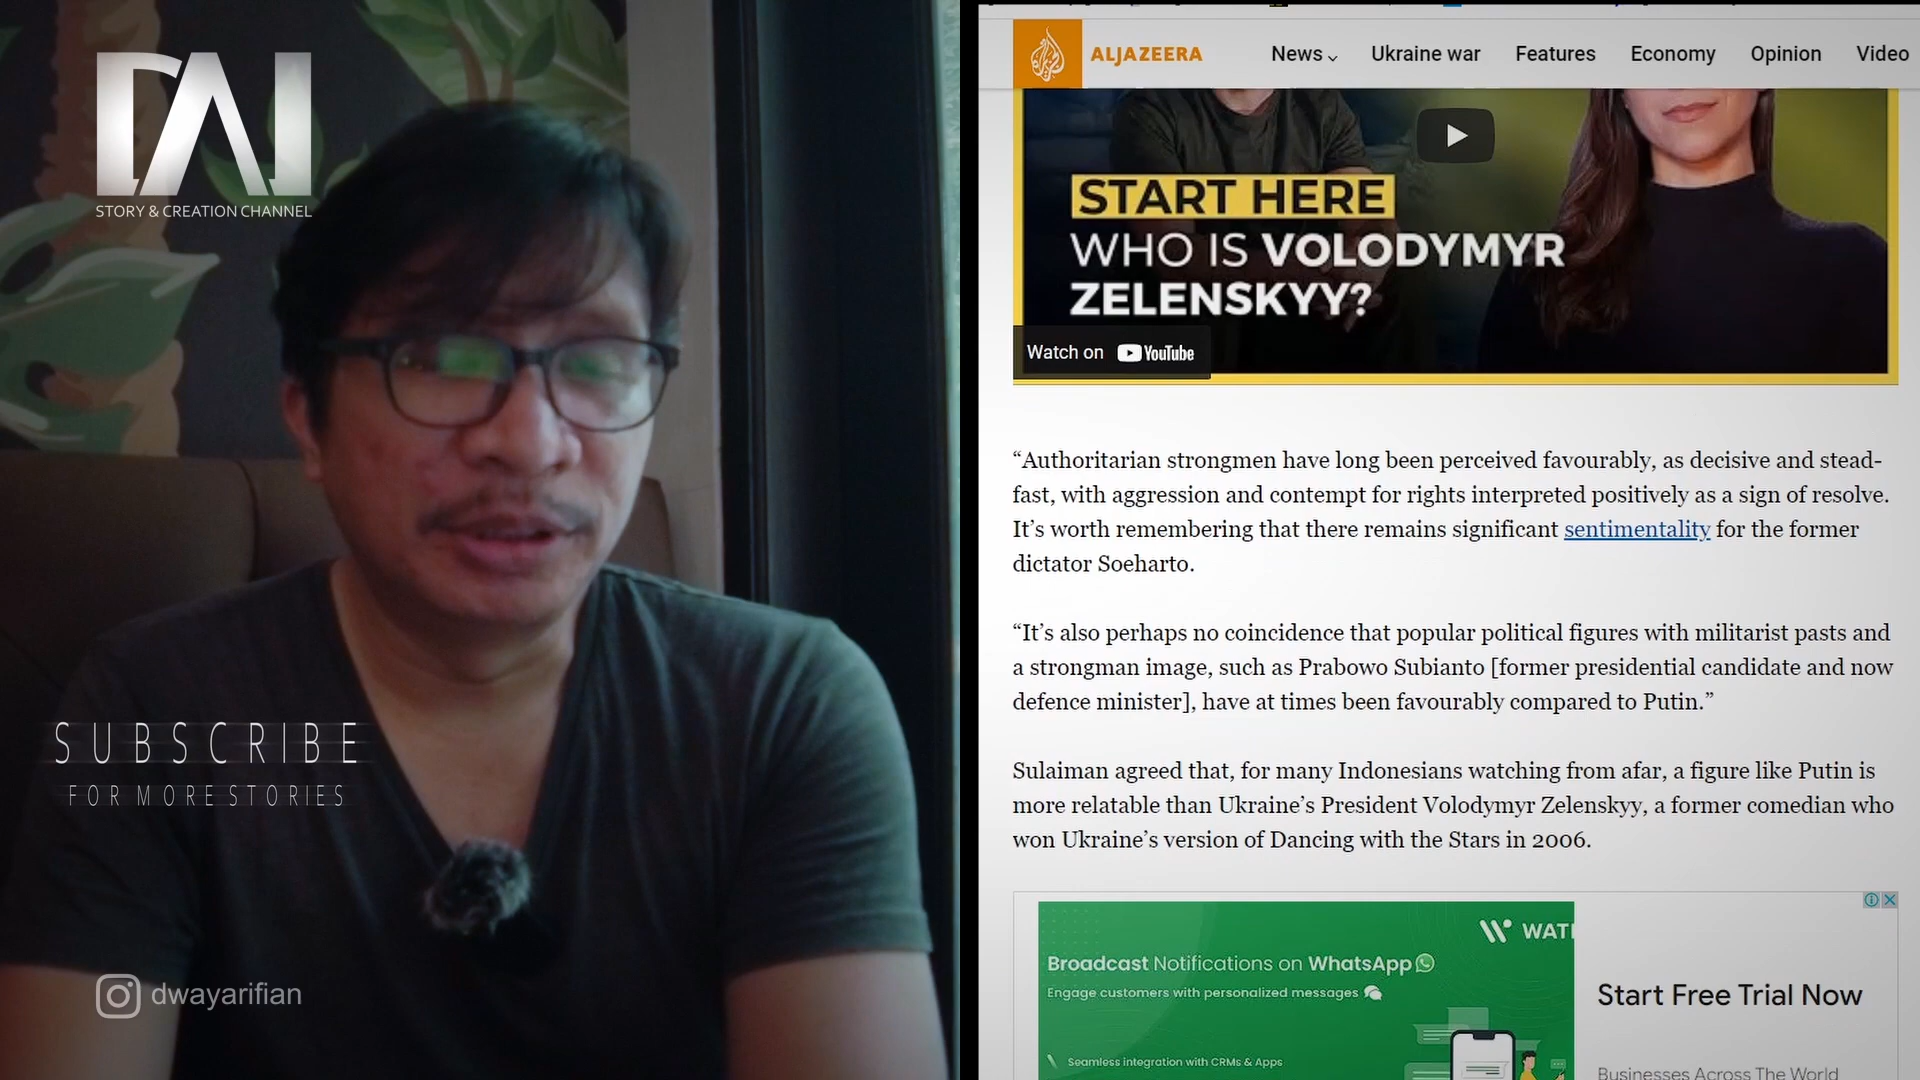 DAI
STORY & CREATION CHANNEL
SUBSCRIBE
FOR MORE STORIES
dwayarifian
ALJAZEERA
News
Ukraine war
Features
Economy
Opinion
Video
START HERE
WHO IS VOLODYMYR
ZELENSKYY?
Watch on YouTube
“Authoritarian strongmen have long been perceived favourably, as decisive and stead-
fast, with aggression and contempt for rights interpreted positively as a sign of resolve.
It’s worth remembering that there remains significant sentimentality for the former
dictator Soeharto.
“It’s also perhaps no coincidence that popular political figures with militarist pasts and
a strongman image, such as Prabowo Subianto [former presidential candidate and now
defence minister], have at times been favourably compared to Putin.”
Sulaiman agreed that, for many Indonesians watching from afar, a figure like Putin is
more relatable than Ukraine’s President Volodymyr Zelenskyy, a former comedian who
won Ukraine’s version of Dancing with the Stars in 2006.
WATI
Broadcast Notifications on WhatsApp
Engage customers with personalized messages
Seamless integration with CRMs & Apps
Start Free Trial Now
Businesses Across The World